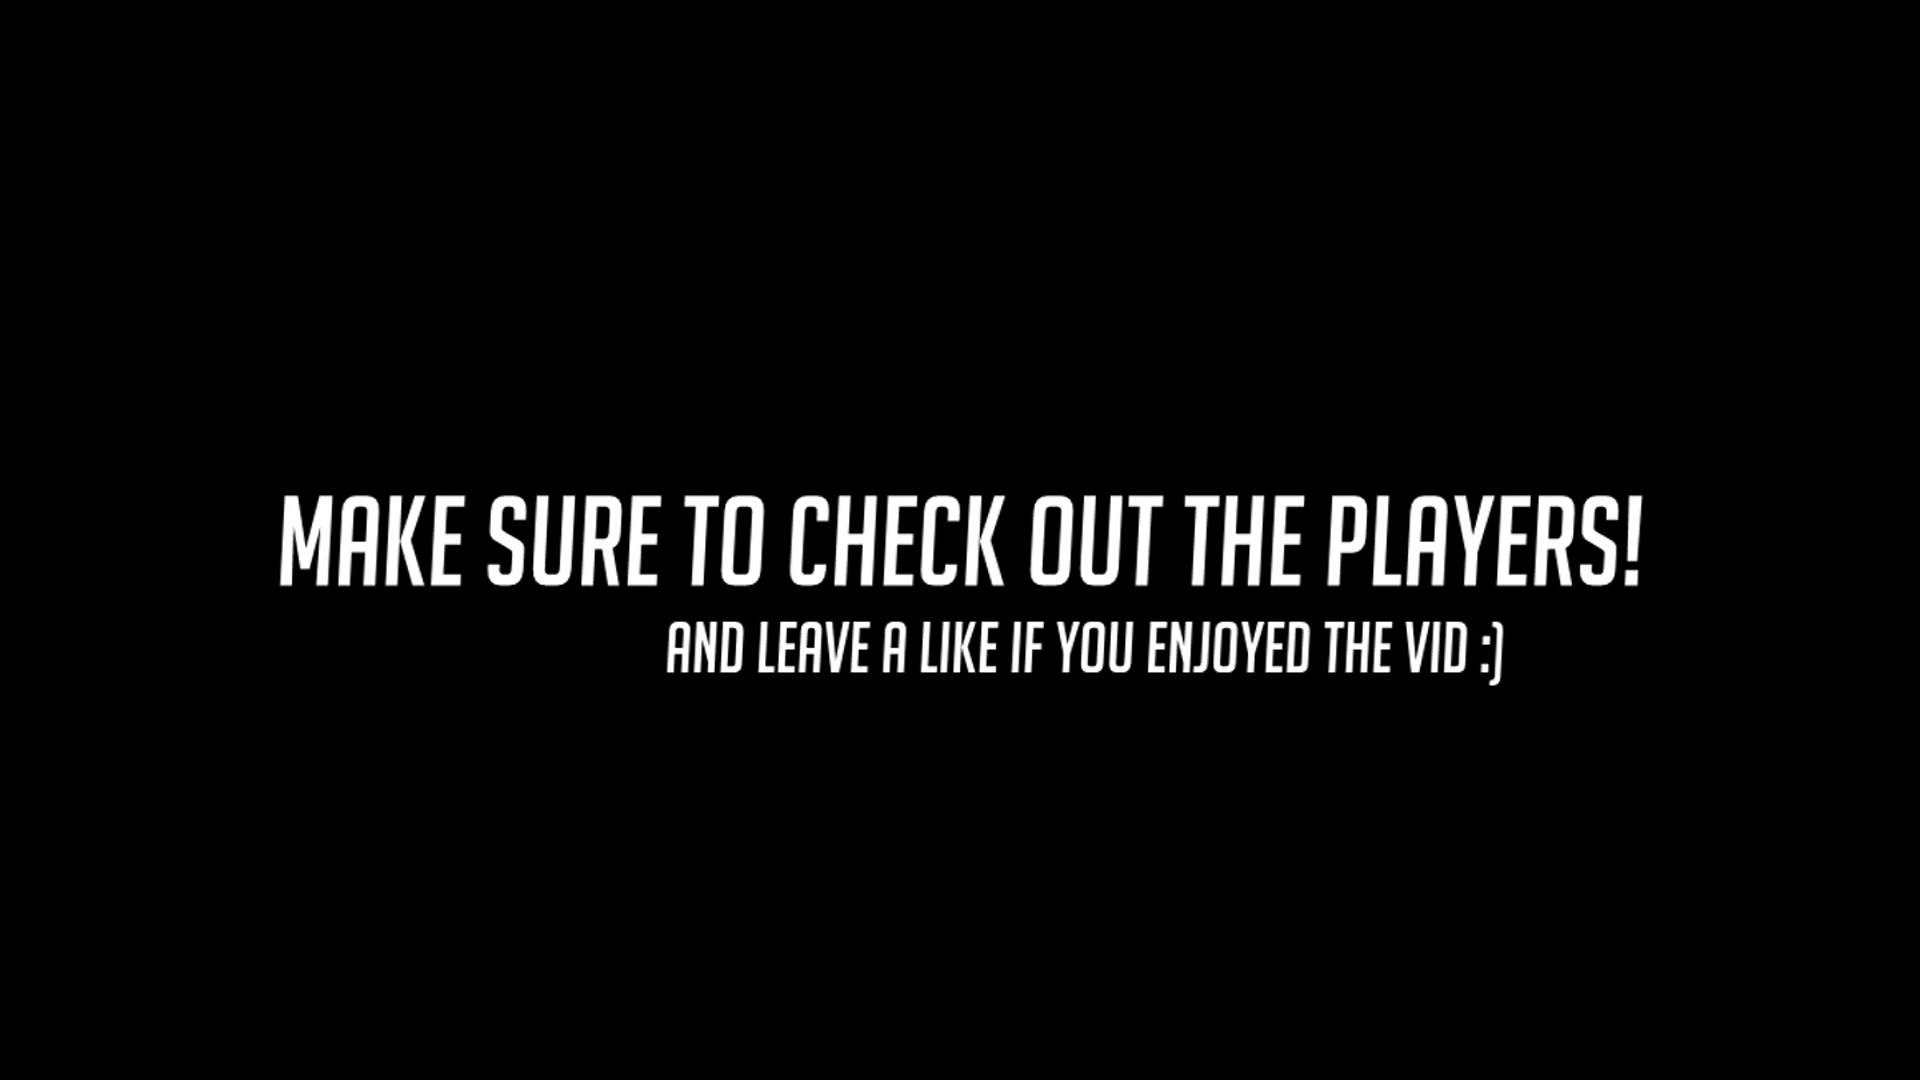 MAKE SURE TO CHECK OUT THE PLAYERS!
AND LEAVE A LIKE IF YOU ENJOYED THE VID :)